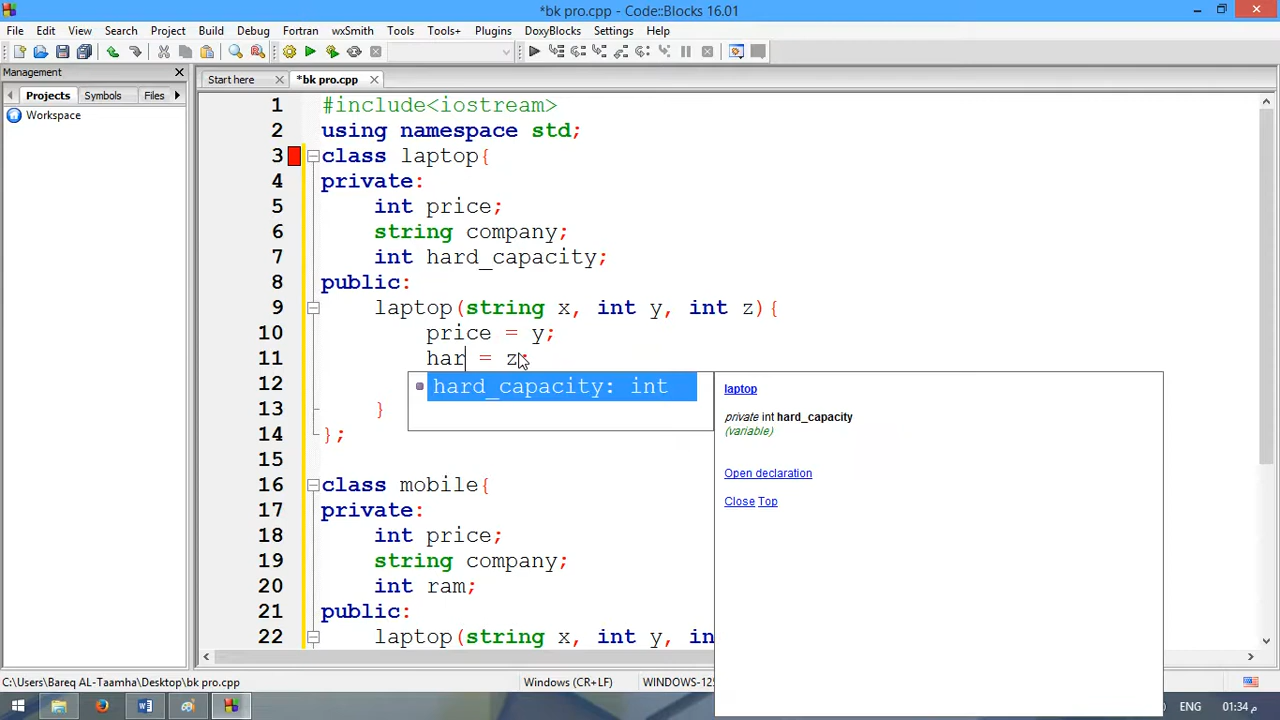 *bk pro.cpp - Code::Blocks 16.01
File Edit View Search Project Build Debug Fortran wxSmith Tools Tools+ Plugins DoxyBlocks Settings Help
Management
Start here *bk pro.cpp
Projects Symbols Files
Workspace
1 #include<iostream>
2 using namespace std;
3 class laptop{
4 private:
5 int price;
6 string company;
7 int hard_capacity;
8 public:
9 laptop(string x, int y, int z){
10 price = y;
11 har = z;
12
hard_capacity: int
13 }
14 };
15
16 class mobile{
17 private:
18 int price;
19 string company;
20 int ram;
21 public:
22 laptop(string x, int y, in
laptop
private int hard_capacity
(variable)
Open declaration
Close Top
C:\Users\Bareq AL-Taamha\Desktop\bk pro.cpp Windows (CR+LF) WINDOWS-125
ENG 01:34 م